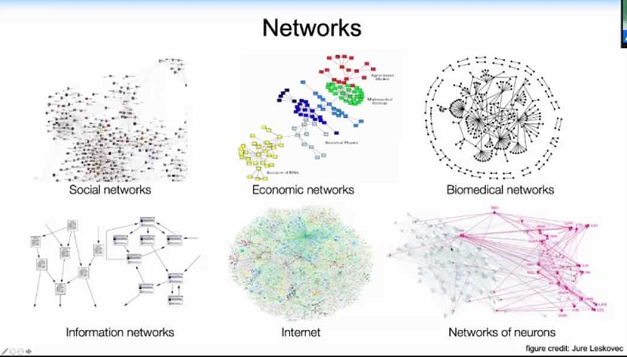 Networks
Social networks
Economic networks
Biomedical networks
Information networks
Internet
Networks of neurons
figure credit: Jure Leskovec